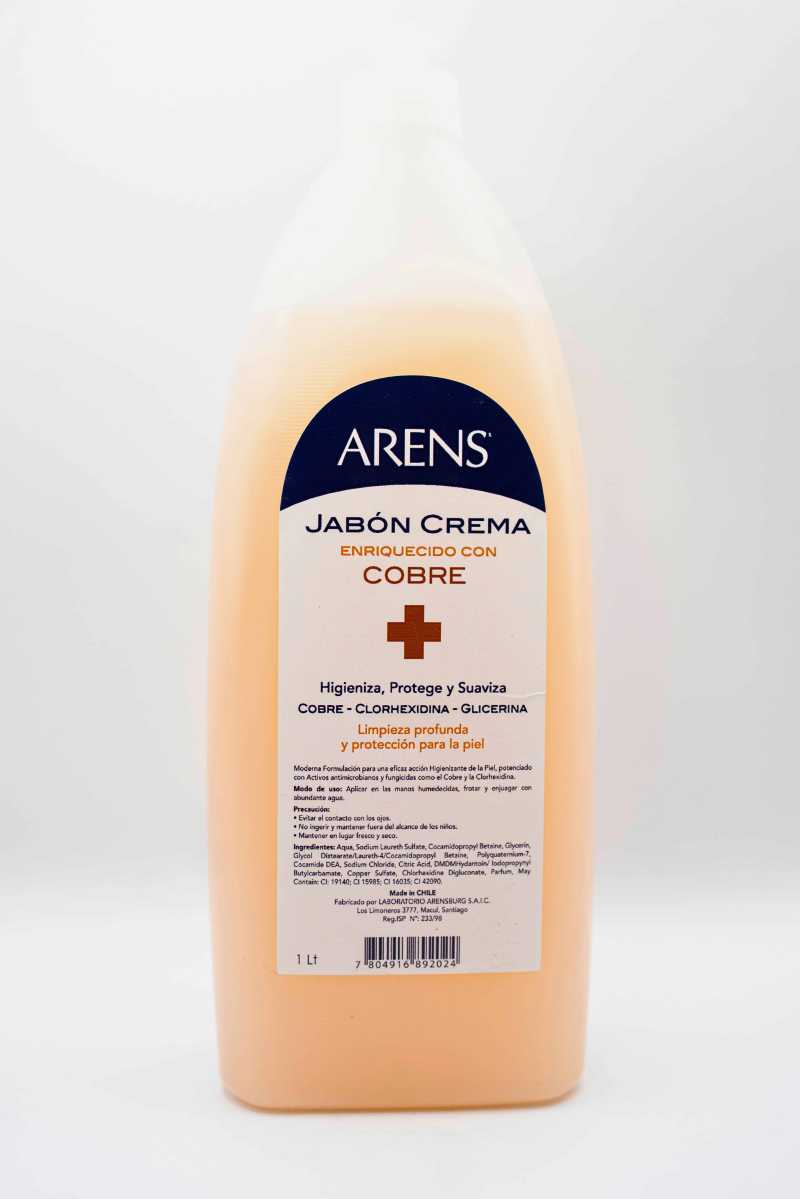 ARENS
JABÓN CREMA
ENRIQUECIDO CON
COBRE
Higieniza, Protege y Suaviza
COBRE - CLORHEXIDINA - GLICERINA
Limpieza profunda
y protección para la piel
Moderna Formulación para una eficaz acción Higienizante de la Piel, potenciado
con Activos antimicrobianos y fungicidas como el Cobre y la Clorhexidina.
Modo de uso: Aplicar en las manos humedecidas, frotar y enjuagar con
abundante agua.
Precaución:
• Evitar el contacto con los ojos.
• No ingerir y mantener fuera del alcance de los niños.
• Mantener en lugar fresco y seco.
Ingredientes: Aqua, Sodium Laureth Sulfate, Cocamidopropyl Betaine, Glycerin,
Glycol Distearate/Laureth-4/Cocamidopropyl Betaine, Polyquaternium-7,
Cocamide DEA, Sodium Chloride, Citric Acid, DMDMHydantoin/ Iodopropynyl
Butylcarbamate, Copper Sulfate, Chlorhexidine Digluconate, Parfum, May
Contain: CI: 19140; CI 15985; CI 16035; CI 42090.
Made in CHILE
Fabricado por LABORATORIO ARENSBURG S.A.I.C.
Los Limoneros 3777, Macul, Santiago
Reg.ISP N°: 233/98
1 Lt
7 804916 892024